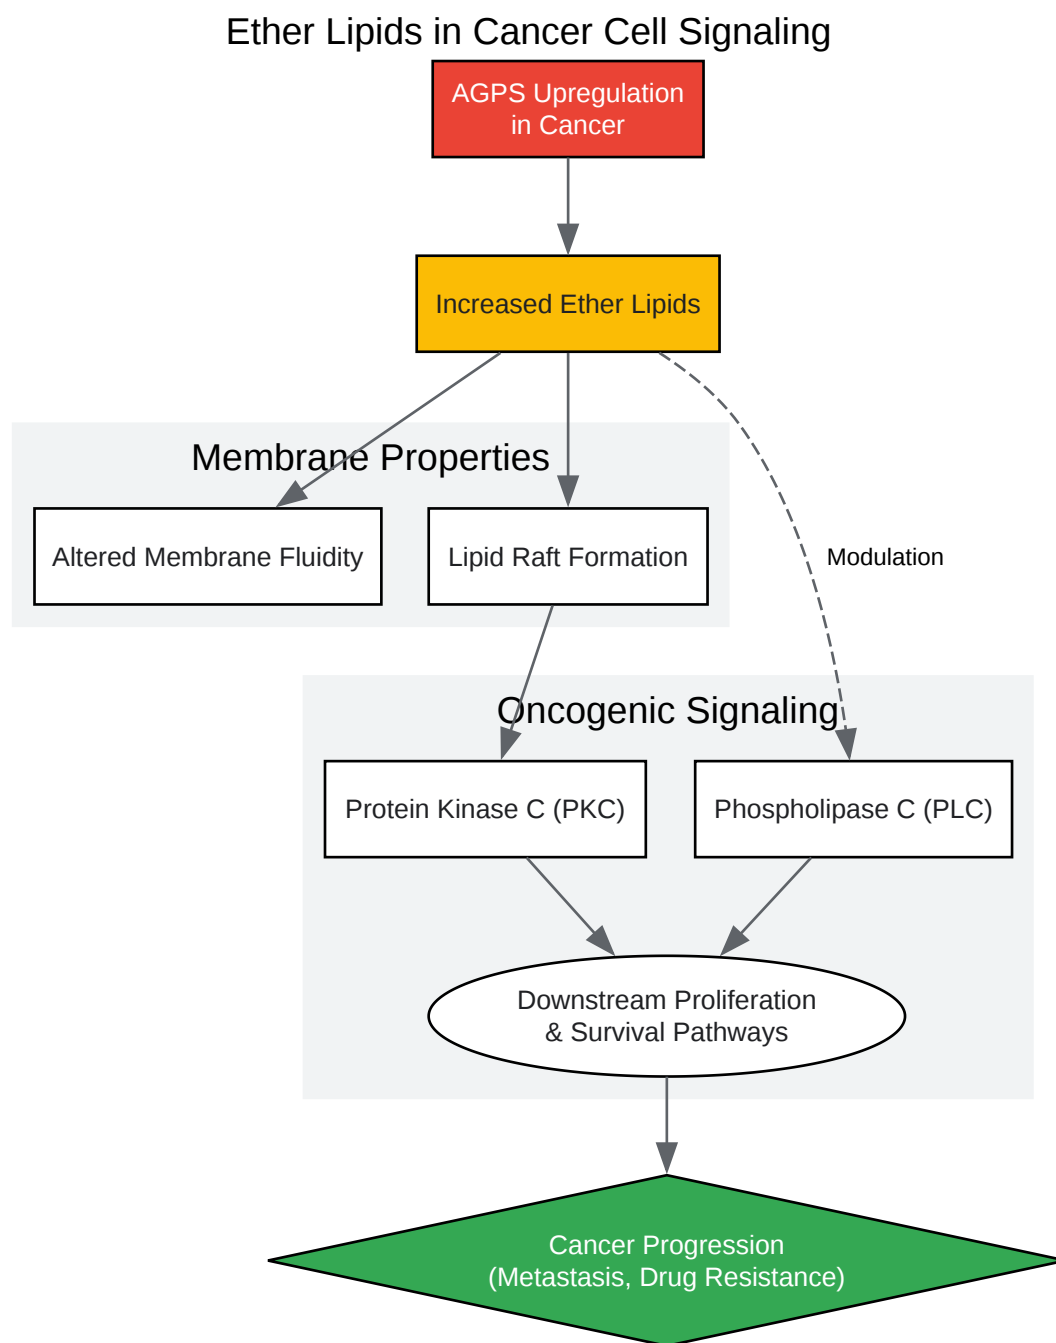 Ether Lipids in Cancer Cell Signaling
AGPS Upregulation
in Cancer
Increased Ether Lipids
Membrane Properties
Altered Membrane Fluidity
Lipid Raft Formation
Modulation
Oncogenic Signaling
Protein Kinase C (PKC)
Phospholipase C (PLC)
Downstream Proliferation
& Survival Pathways
Cancer Progression
(Metastasis, Drug Resistance)